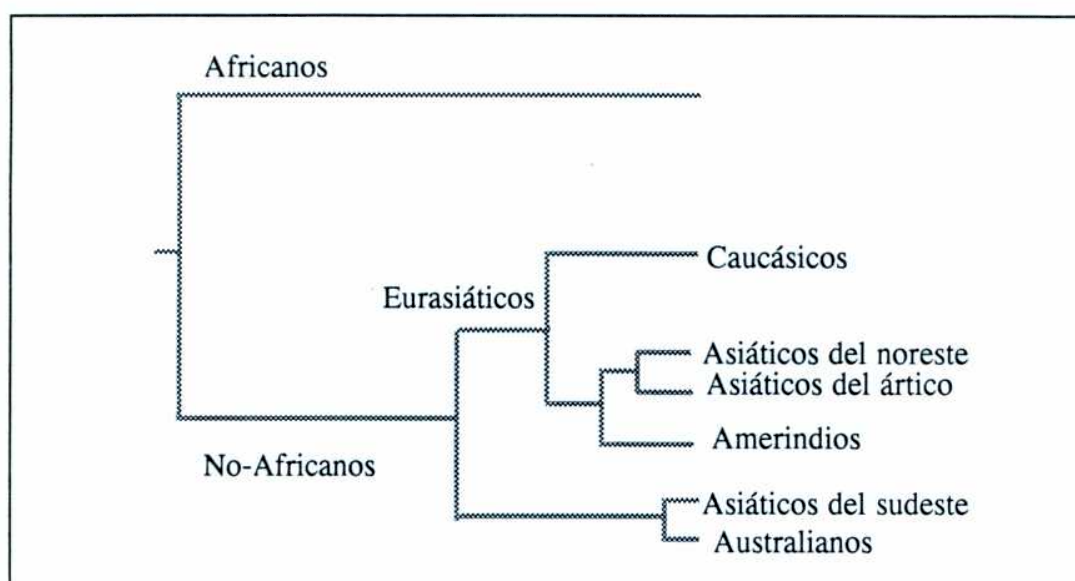 Africanos
Caucásicos
Eurasiáticos
Asiáticos del noreste
Asiáticos del ártico
Amerindios
No-Africanos
Asiáticos del sudeste
Australianos